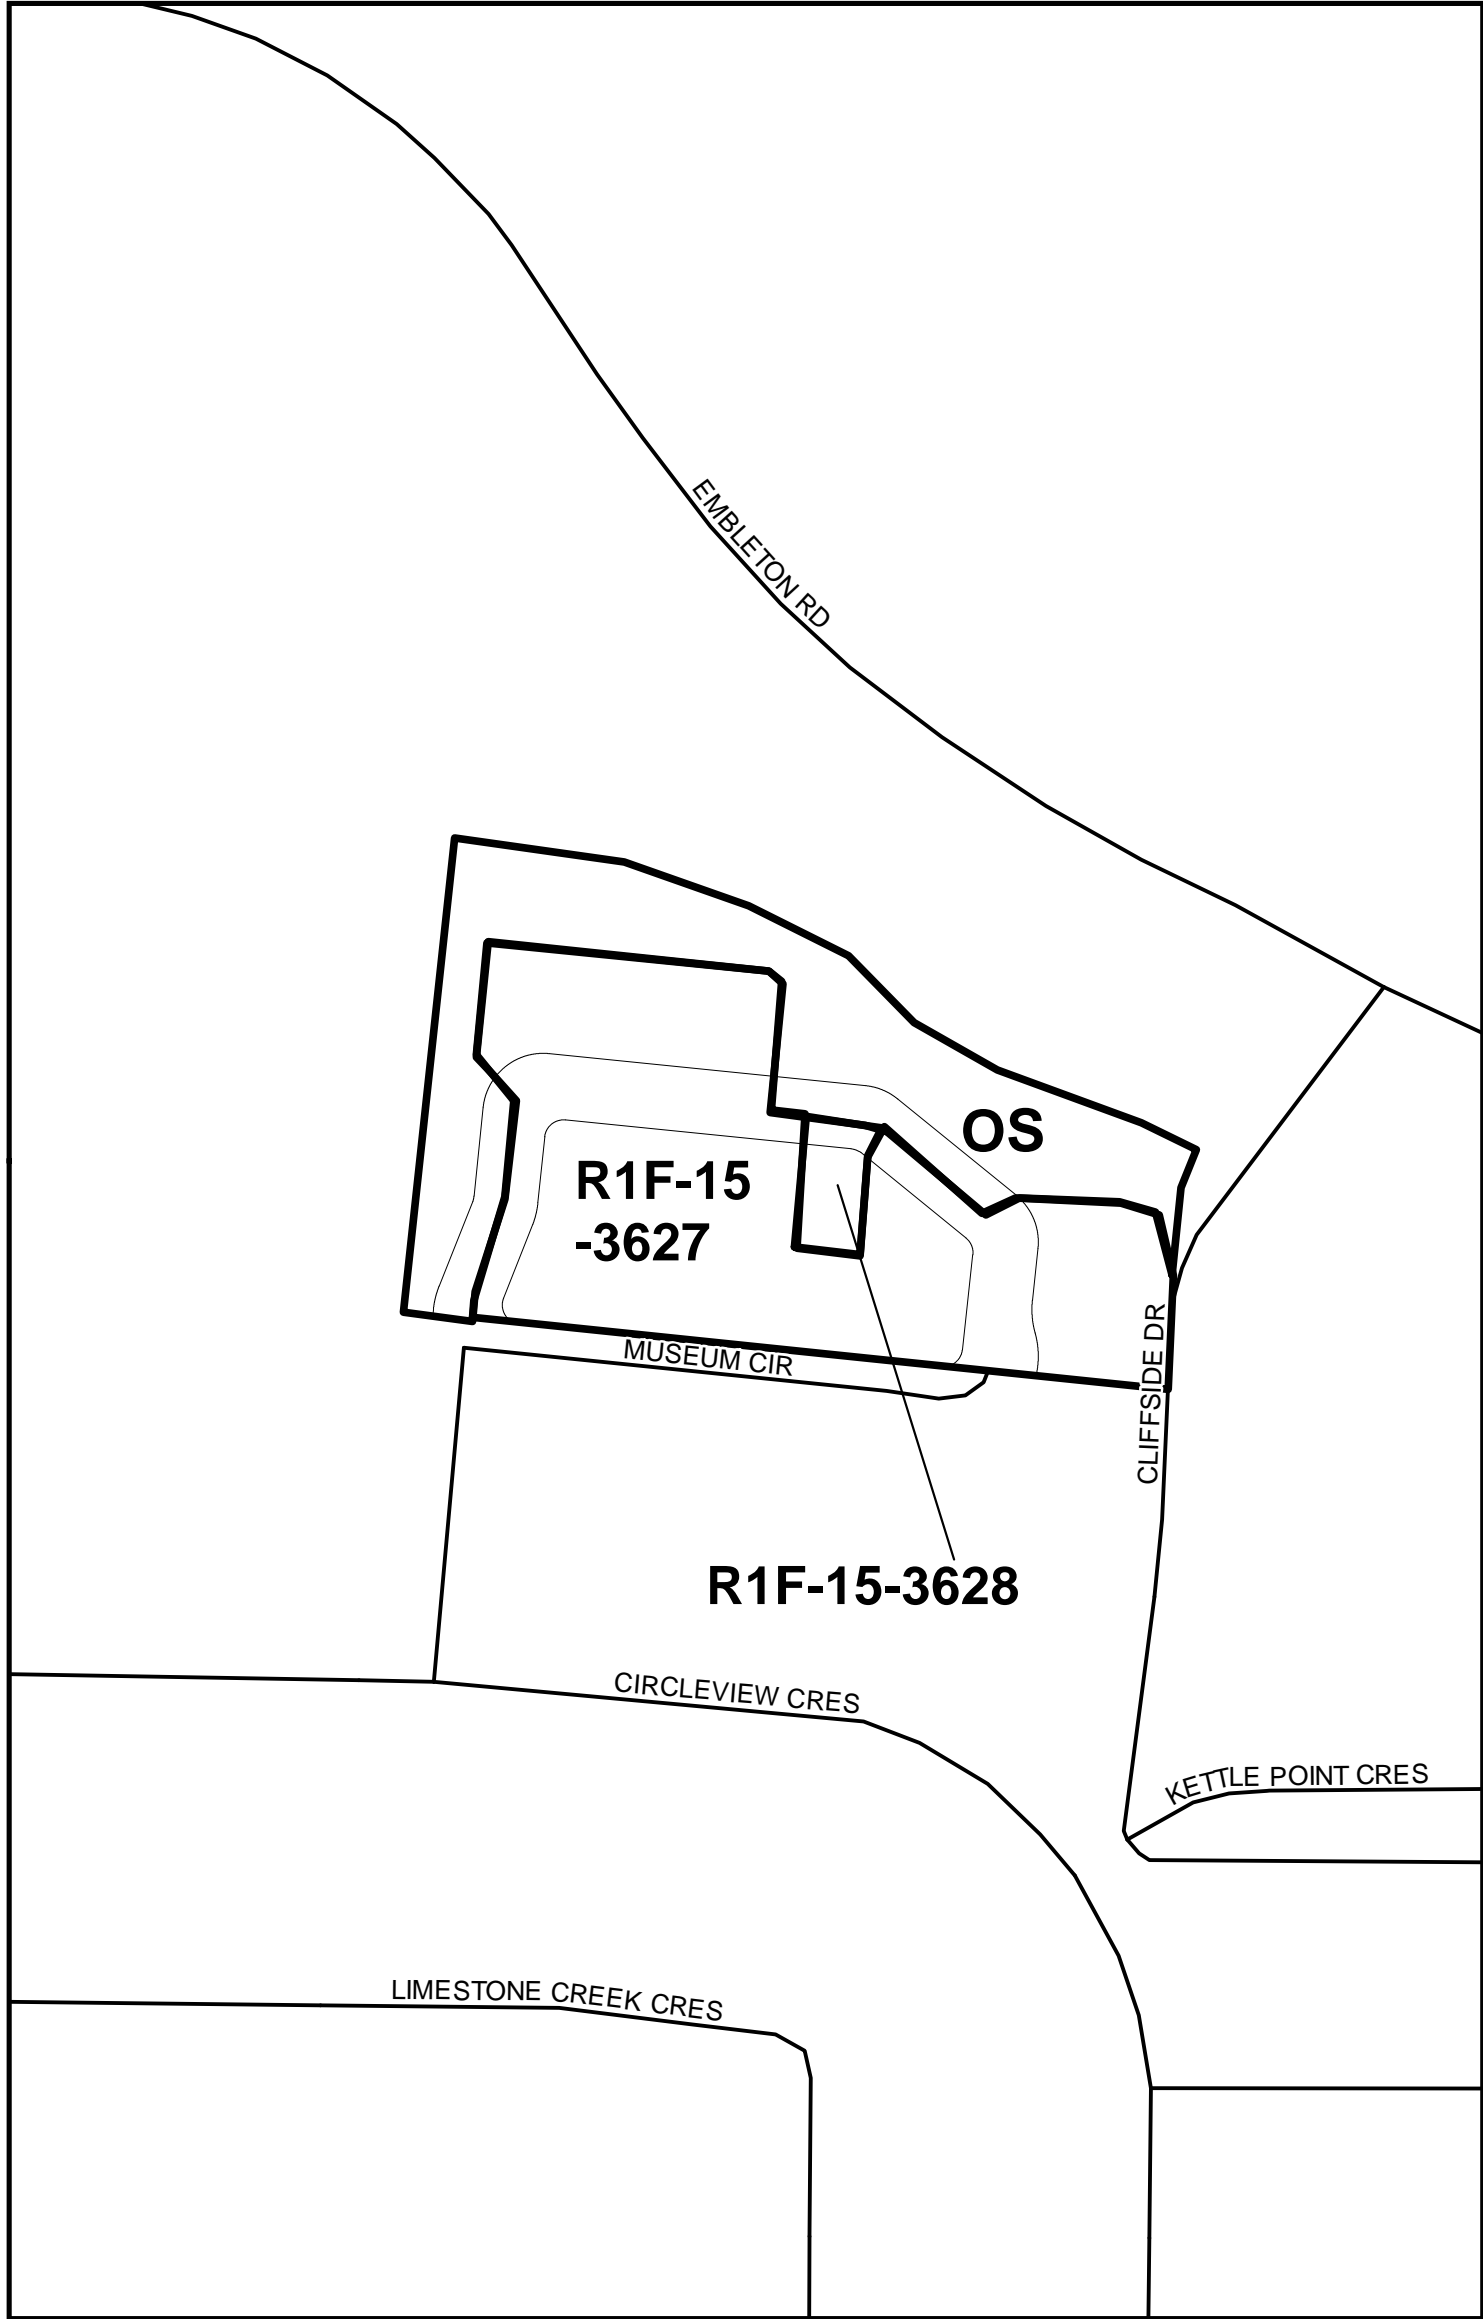 EMBLETON RD
OS
R1F-15
-3627
MUSEUM CIR
CLIFFSIDE DR
R1F-15-3628
CIRCLEVIEW CRES
KETTLE POINT CRES
LIMESTONE CREEK CRES